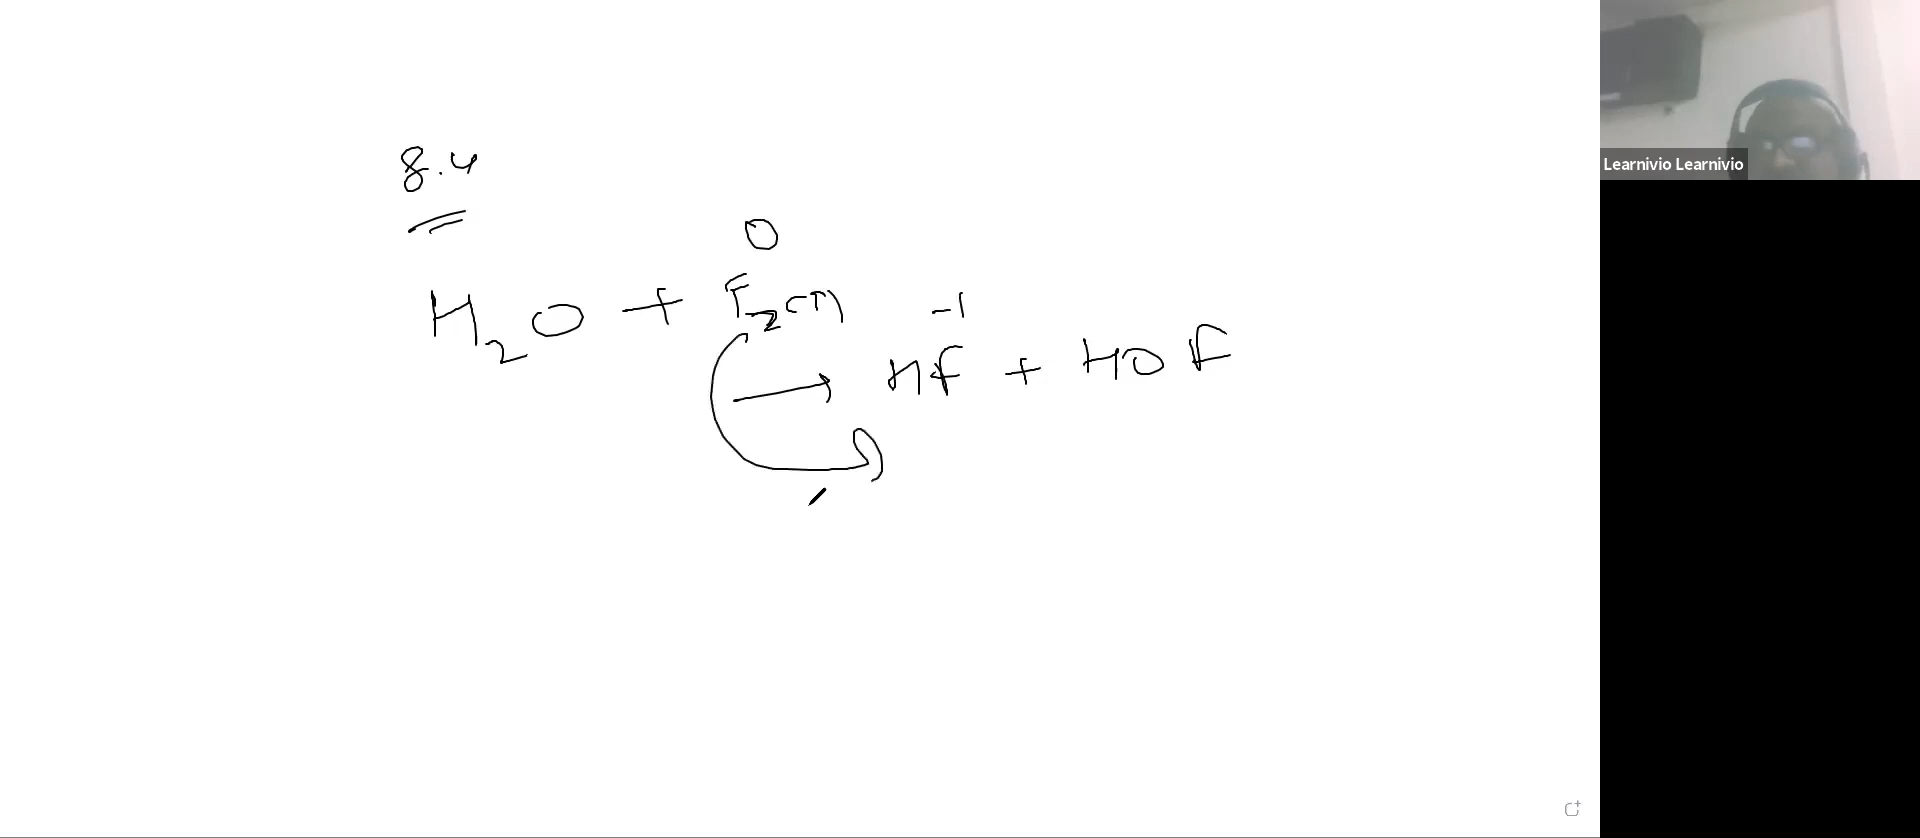 8.4
0
H2O + F2(T)
-1
→ HF + HOF
Learnivio Learnivio